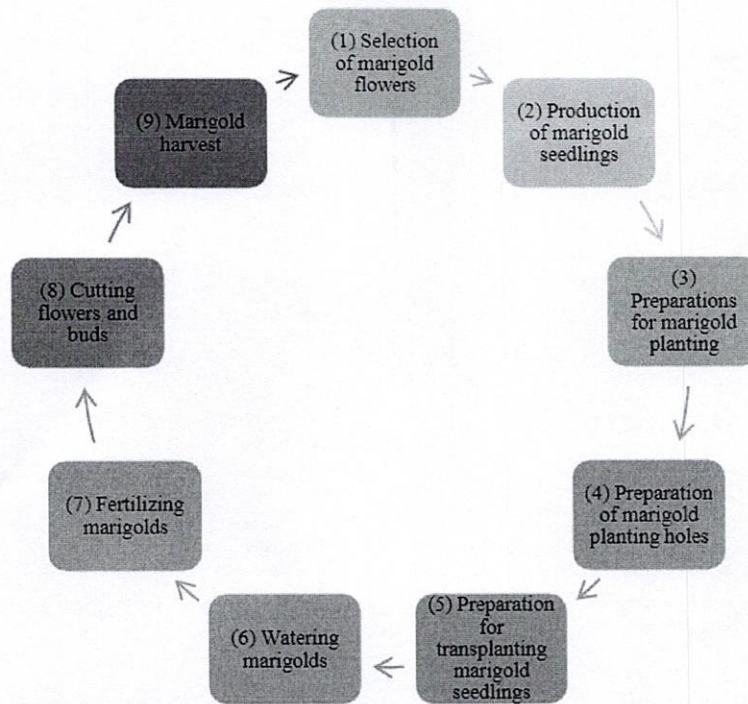 (1) Selection
of marigold
flowers
(2) Production
of marigold
seedlings
(3)
Preparations
for marigold
planting
(4) Preparation
of marigold
planting holes
(5) Preparation
for
transplanting
marigold
seedlings
(6) Watering
marigolds
(7) Fertilizing
marigolds
(8) Cutting
flowers and
buds
(9) Marigold
harvest